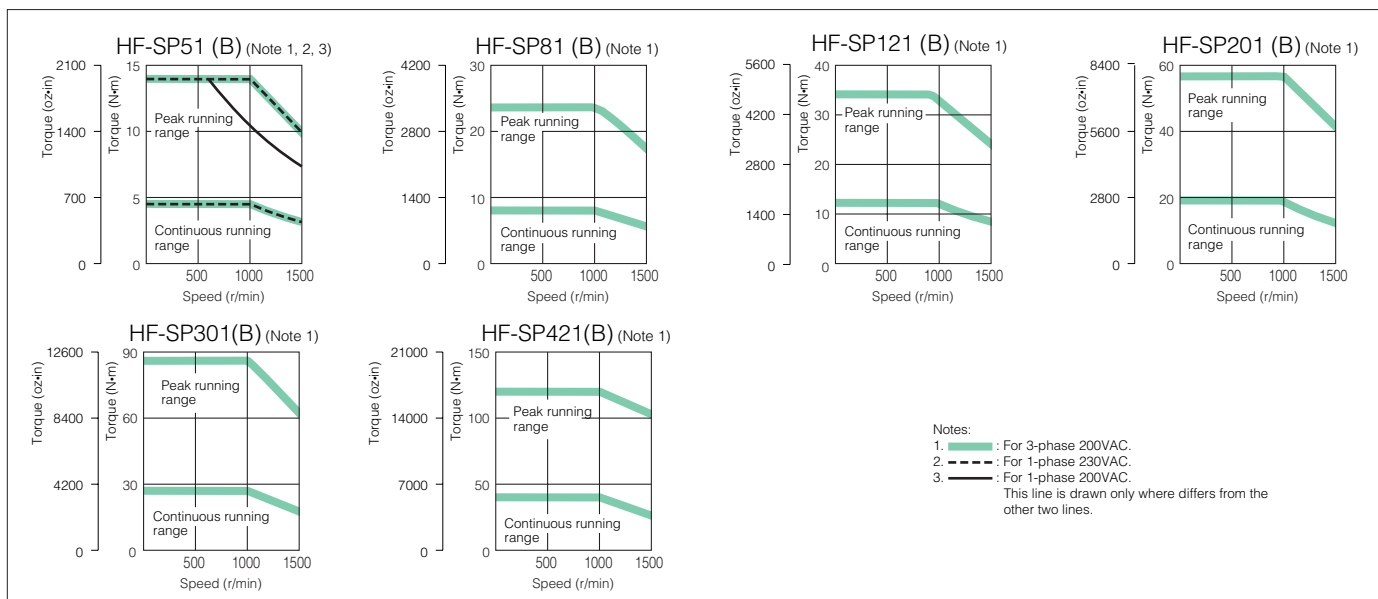 HF-SP51 (B) (Note 1, 2, 3)
Torque (oz•in)
2100
1400
700
0
Torque (N•m)
15
10
5
0
Peak running
range
Continuous running
range
500 1000 1500
Speed (r/min)
HF-SP81 (B) (Note 1)
Torque (oz•in)
4200
2800
1400
0
Torque (N•m)
30
20
10
0
Peak running
range
Continuous running
range
500 1000 1500
Speed (r/min)
HF-SP121 (B) (Note 1)
Torque (oz•in)
5600
4200
2800
1400
0
Torque (N•m)
40
30
20
10
0
Peak running
range
Continuous running
range
500 1000 1500
Speed (r/min)
HF-SP201 (B) (Note 1)
Torque (oz•in)
8400
5600
2800
0
Torque (N•m)
60
40
20
0
Peak running
range
Continuous running
range
500 1000 1500
Speed (r/min)
HF-SP301(B) (Note 1)
Torque (oz•in)
12600
8400
4200
0
Torque (N•m)
90
60
30
0
Peak running
range
Continuous running
range
500 1000 1500
Speed (r/min)
HF-SP421(B) (Note 1)
Torque (oz•in)
21000
14000
7000
0
Torque (N•m)
150
100
50
0
Peak running
range
Continuous running
range
500 1000 1500
Speed (r/min)
Notes:
1. : For 3-phase 200VAC.
2. : For 1-phase 230VAC.
3. : For 1-phase 200VAC.
This line is drawn only where differs from the
other two lines.